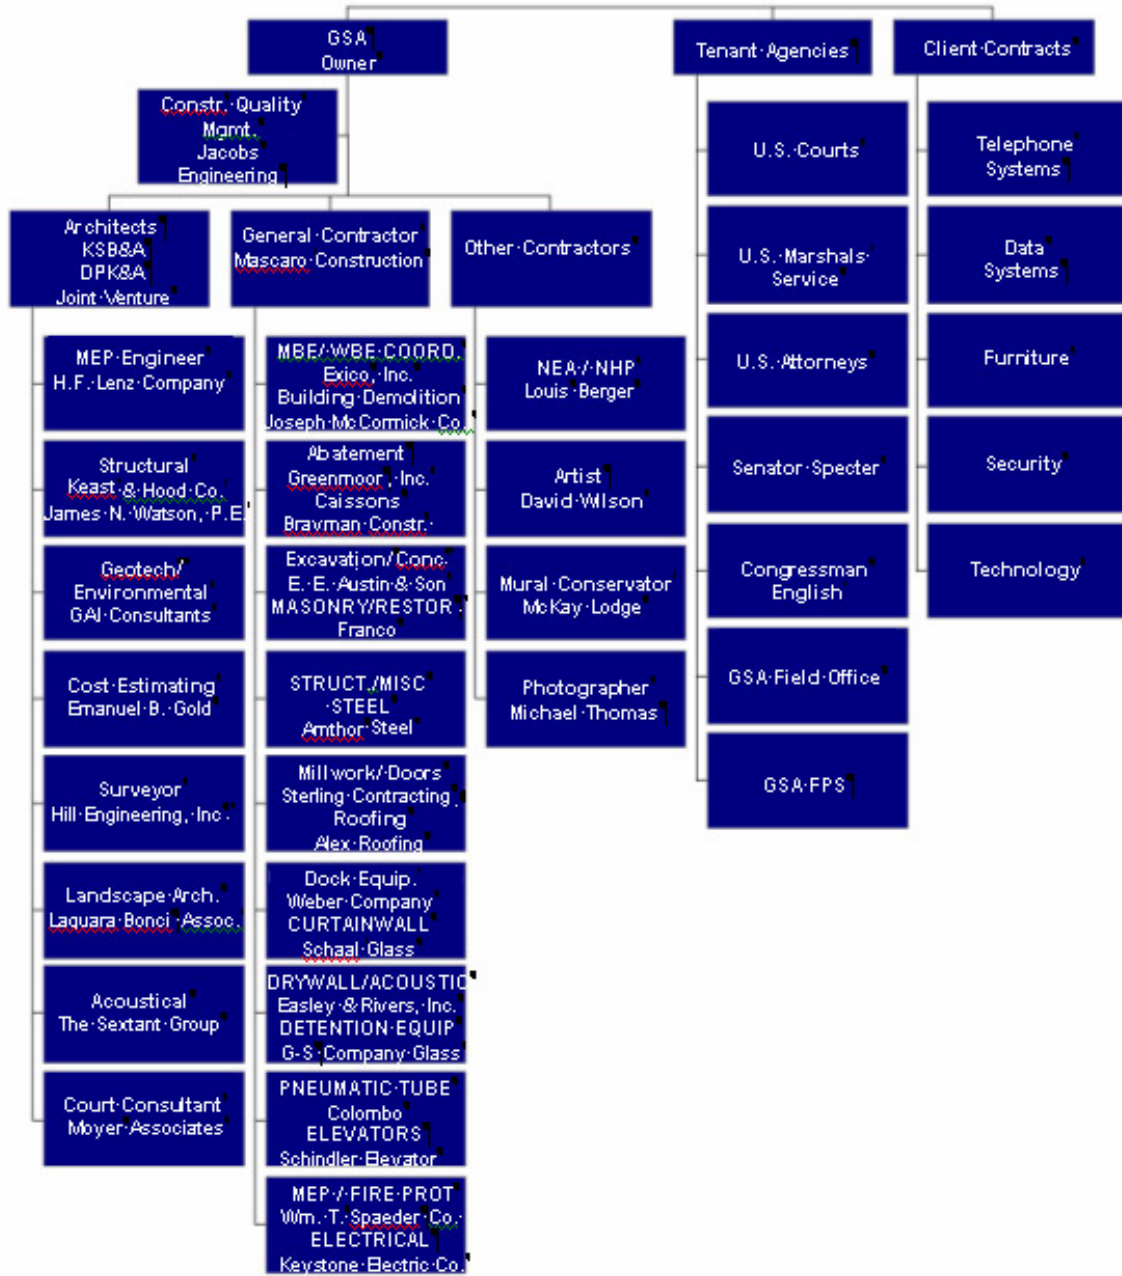 GSA
Owner
Tenant Agencies
Client Contracts
Constr. Quality
Mgmt.
Jacobs
Engineering
Architects
KSB&A
DPK&A
Joint Venture
General Contractor
Mascaro Construction
Other Contractors
MEP Engineer
H.F. Lenz Company
Structural
Keast & Hood Co.
James N. Watson, P.E.
Geotech/
Environmental
GAI Consultants
Cost Estimating
Emanuel B. Gold
Surveyor
Hill Engineering, Inc.
Landscape Arch.
Laquara Bonci Assoc.
Acoustical
The Sextant Group
Court Consultant
Moyer Associates
MBE/ WBE COORD.
Exico, Inc.
Building Demolition
Joseph McCormick Co.
Abatement
Greenmoor, Inc.
Caissons
Brayman Constr.
Excavation/ Conc.
E. E. Austin & Son
MASONRY/RESTOR.
Franco
STRUCT./MISC
STEEL
Amthor Steel
Millwork/ Doors
Sterling Contracting
Roofing
Alex Roofing
Dock Equip.
Weber Company
CURTAINWALL
Schaal Glass
DRYWALL/ACOUSTIC
Easley & Rivers, Inc.
DETENTION EQUIP
G-S Company Glass
PNEUMATIC TUBE
Colombo
ELEVATORS
Schindler Elevator
MEP / FIRE PROT
Wm. T. Spaeder Co.
ELECTRICAL
Keystone Electric Co.
NEA / NHP
Louis Berger
Artist
David Wilson
Mural Conservator
McKay Lodge
Photographer
Michael Thomas
U.S. Courts
U.S. Marshals
Service
U.S. Attorneys
Senator Specter
Congressman
English
GSA Field Office
GSA FPS
Telephone
Systems
Data
Systems
Furniture
Security
Technology